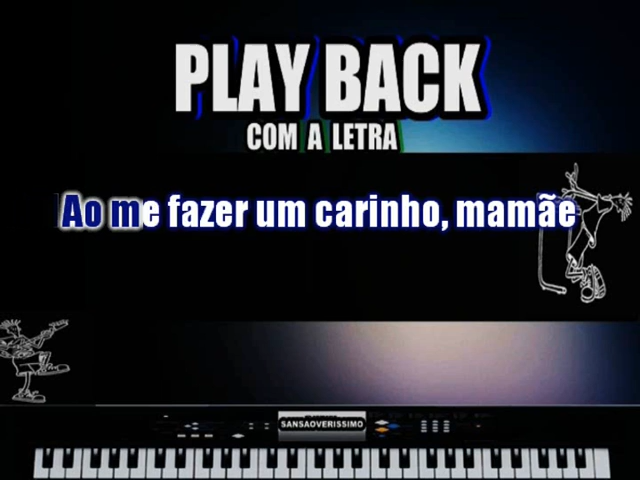 PLAY BACK
COM A LETRA
Ao me fazer um carinho, mamãe
SANSAOVERISSIMO